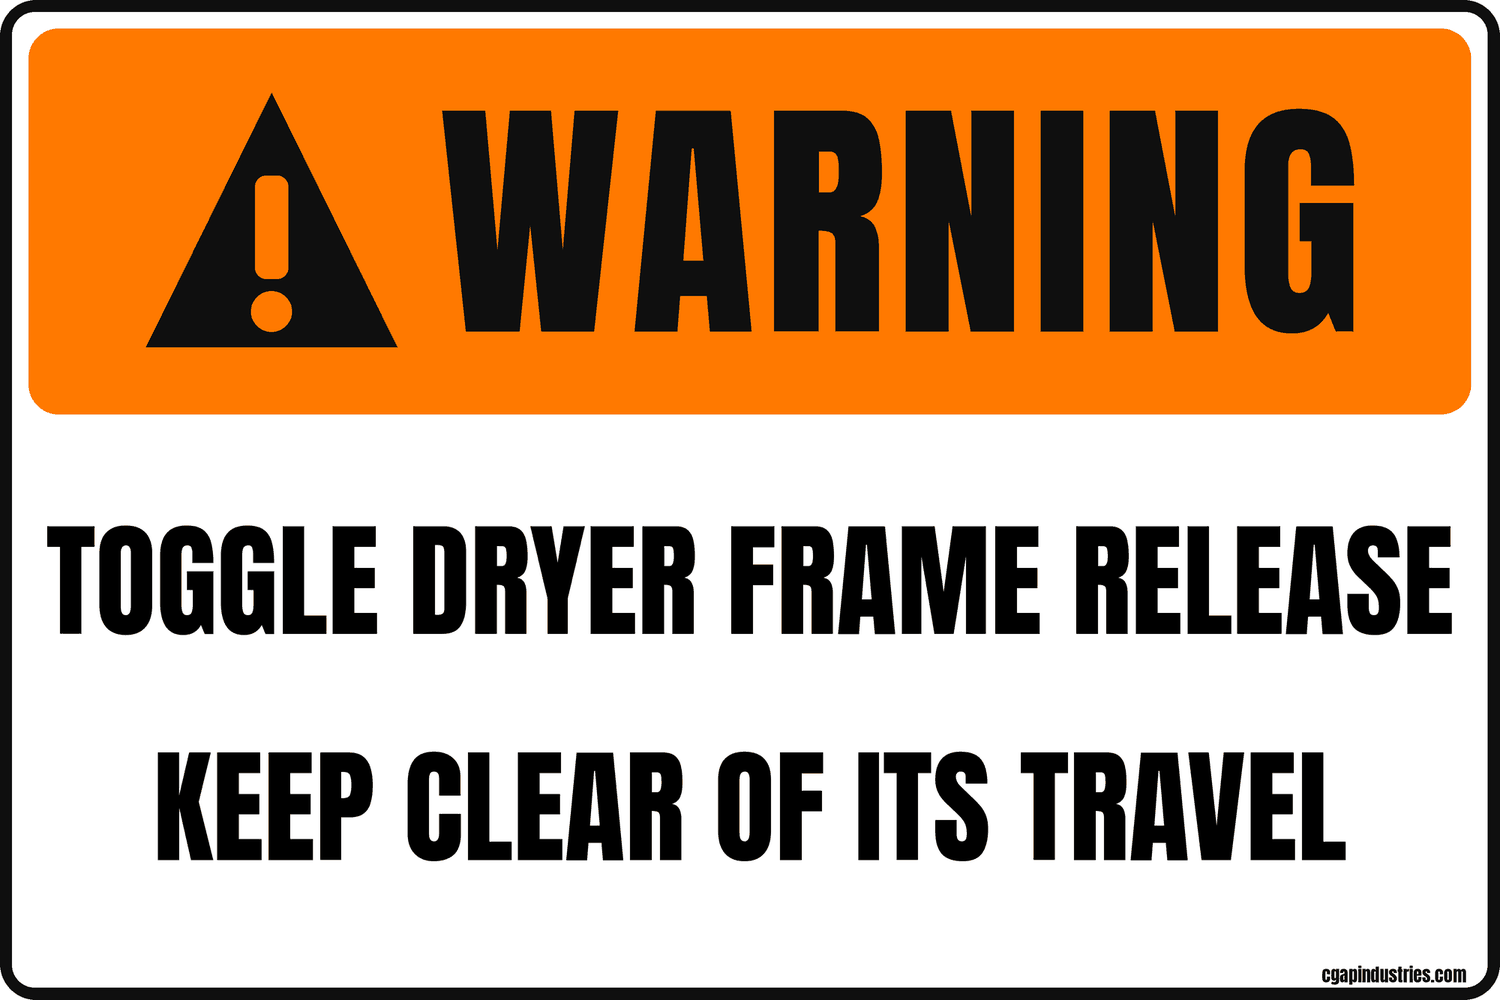 WARNING
TOGGLE DRYER FRAME RELEASE
KEEP CLEAR OF ITS TRAVEL
cgapindustries.com